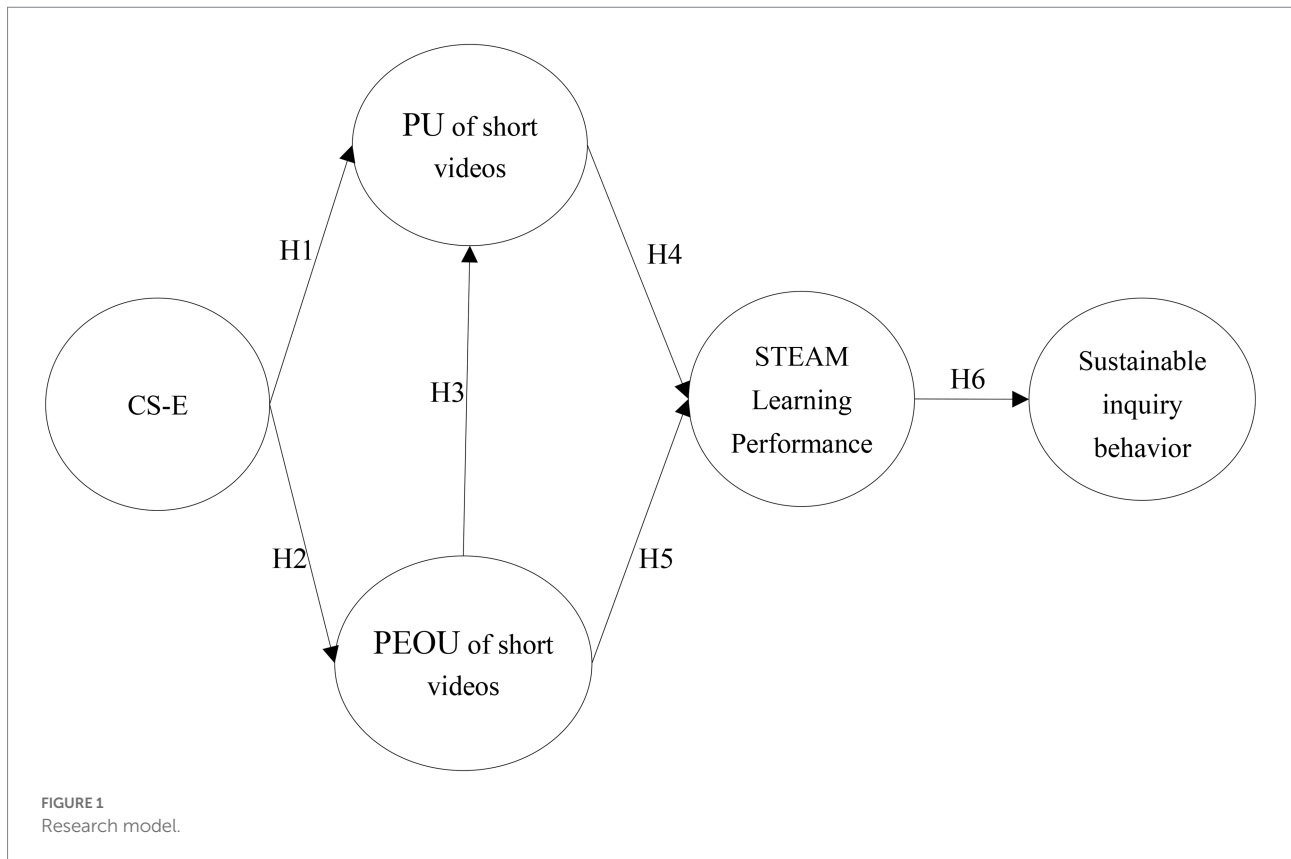 PU of short
videos
H1
H4
CS-E
H3
STEAM
Learning
Performance
H6
Sustainable
inquiry
behavior
H2
H5
PEOU of short
videos
FIGURE 1
Research model.